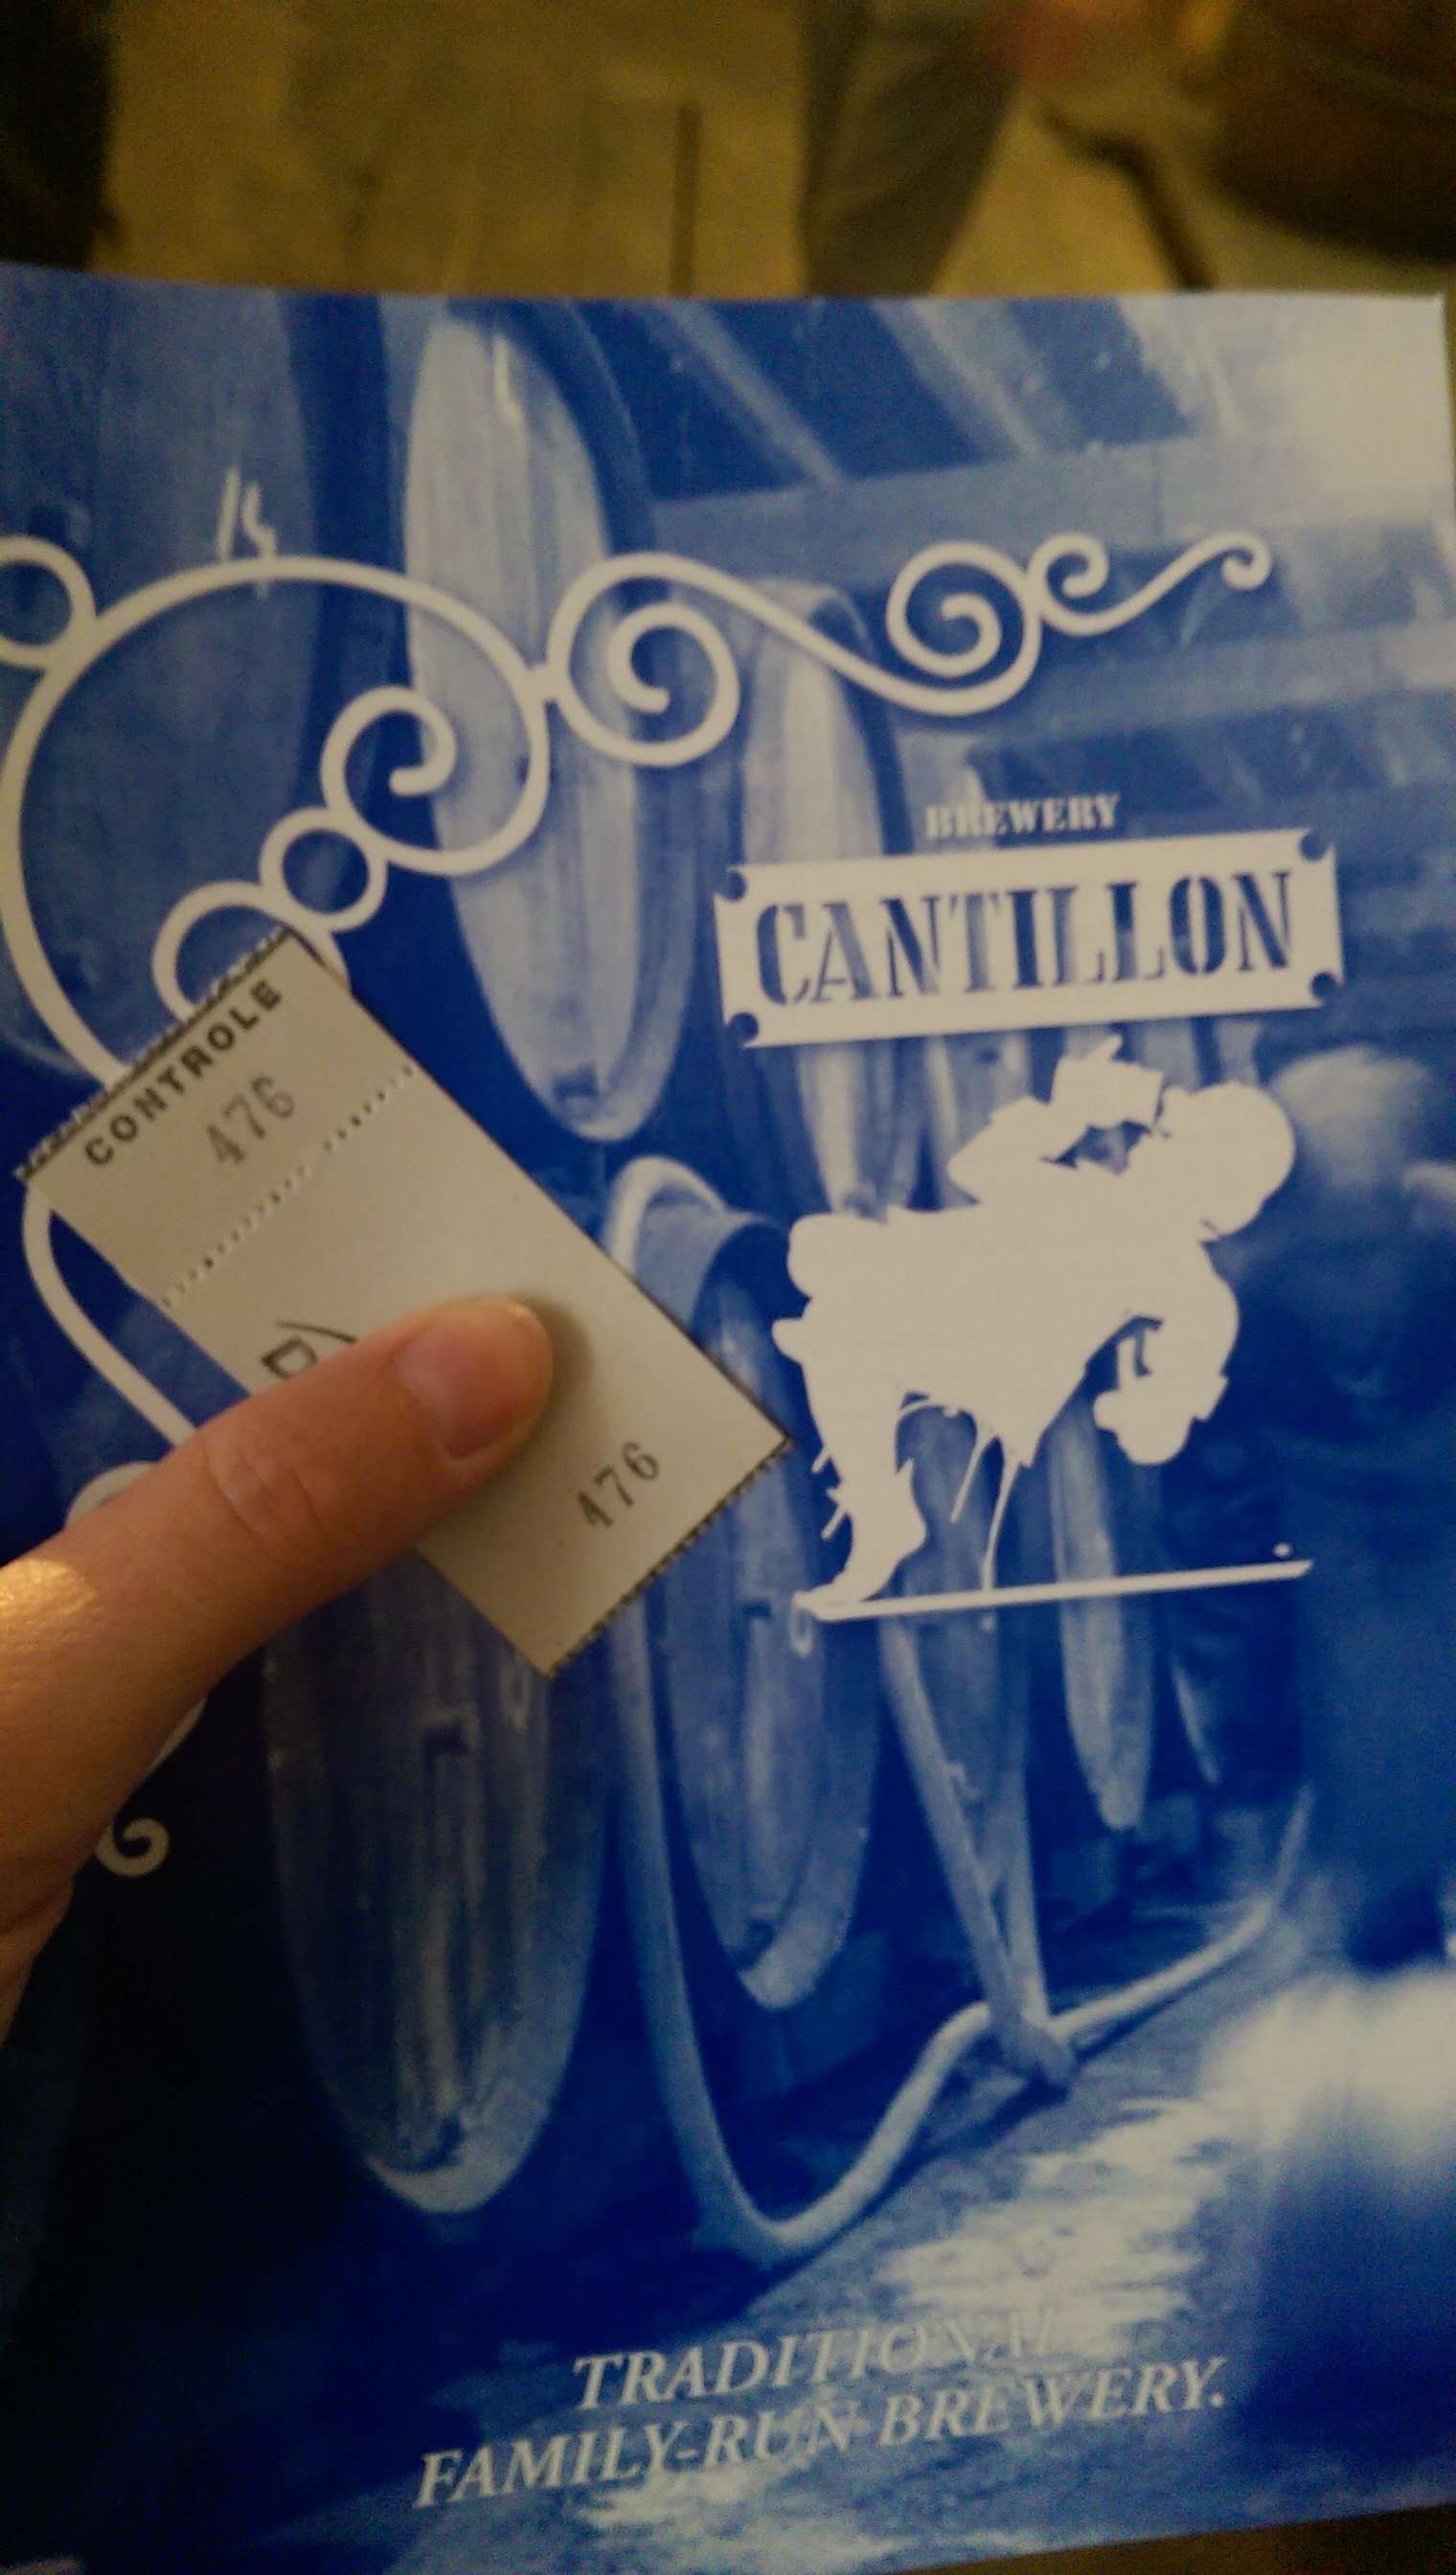 BREWERY
CANTILLON
CONTROLE
476
476
TRADITIONAL
FAMILY-RUN BREWERY.